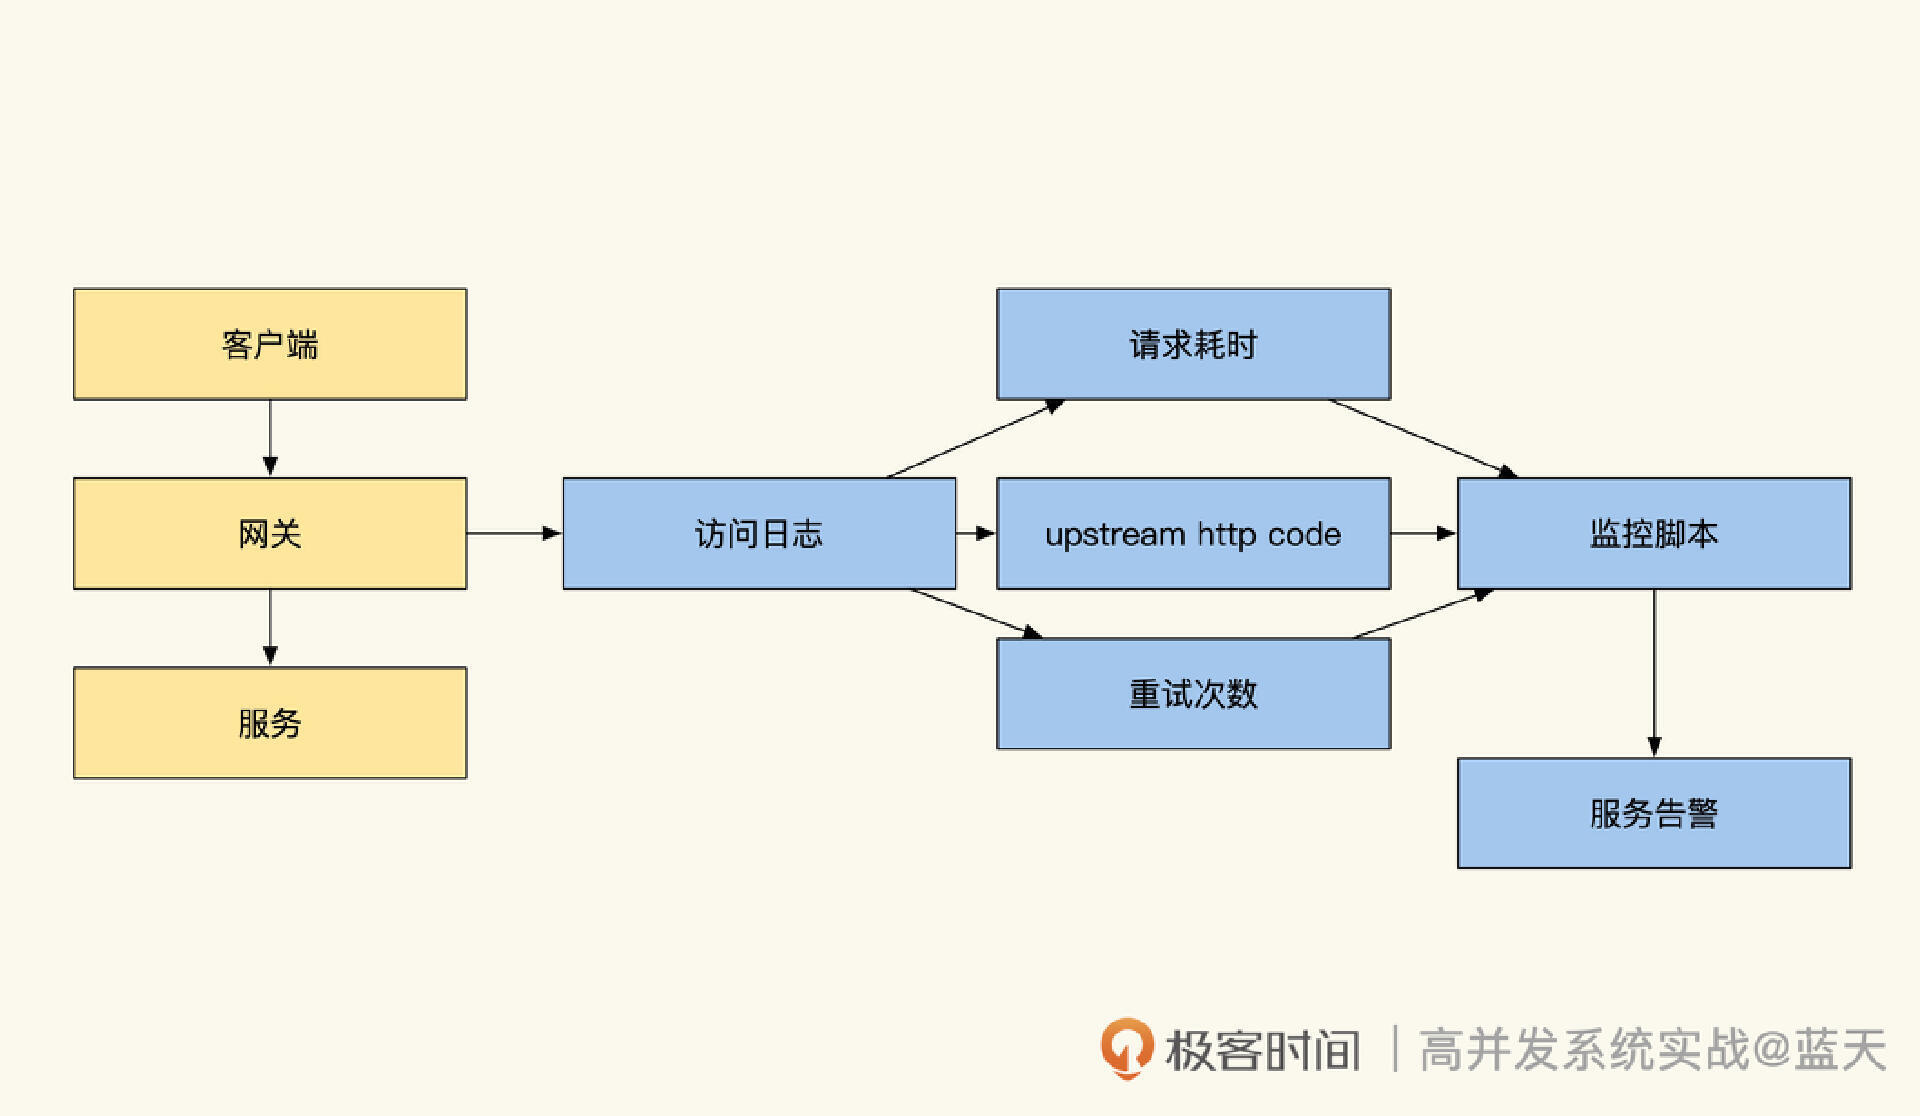 客户端
请求耗时
网关
访问日志
upstream http code
监控脚本
服务
重试次数
服务告警
极客时间 | 高并发系统实战@蓝天